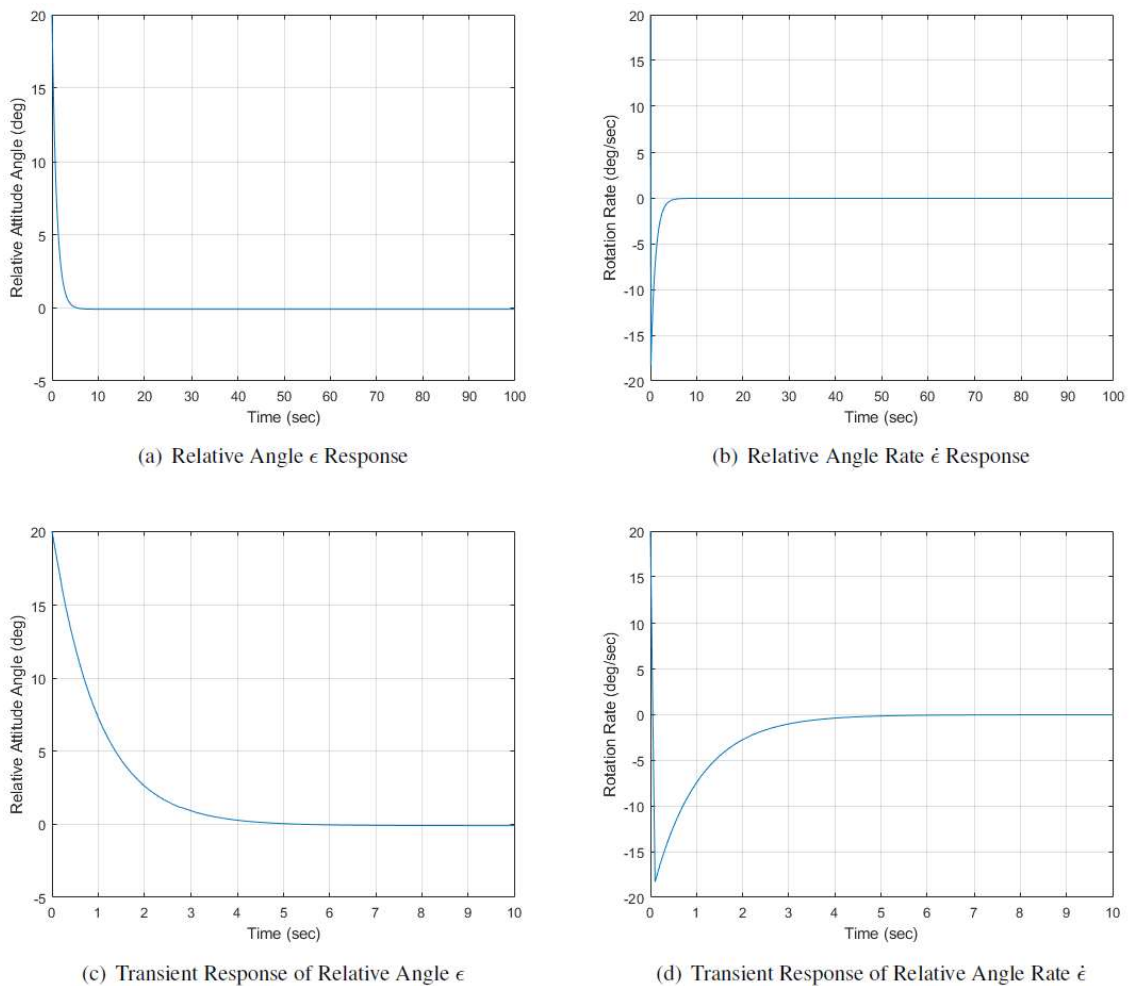 20
15
10
5
0
-5
0 10 20 30 40 50 60 70 80 90 100
Relative Attitude Angle (deg)
Time (sec)
(a) Relative Angle ϵ Response
20
15
10
5
0
-5
-10
-15
-20
0 10 20 30 40 50 60 70 80 90 100
Rotation Rate (deg/sec)
Time (sec)
(b) Relative Angle Rate ϵ̇ Response
20
15
10
5
0
-5
0 1 2 3 4 5 6 7 8 9 10
Relative Attitude Angle (deg)
Time (sec)
(c) Transient Response of Relative Angle ϵ
20
15
10
5
0
-5
-10
-15
-20
0 1 2 3 4 5 6 7 8 9 10
Rotation Rate (deg/sec)
Time (sec)
(d) Transient Response of Relative Angle Rate ϵ̇